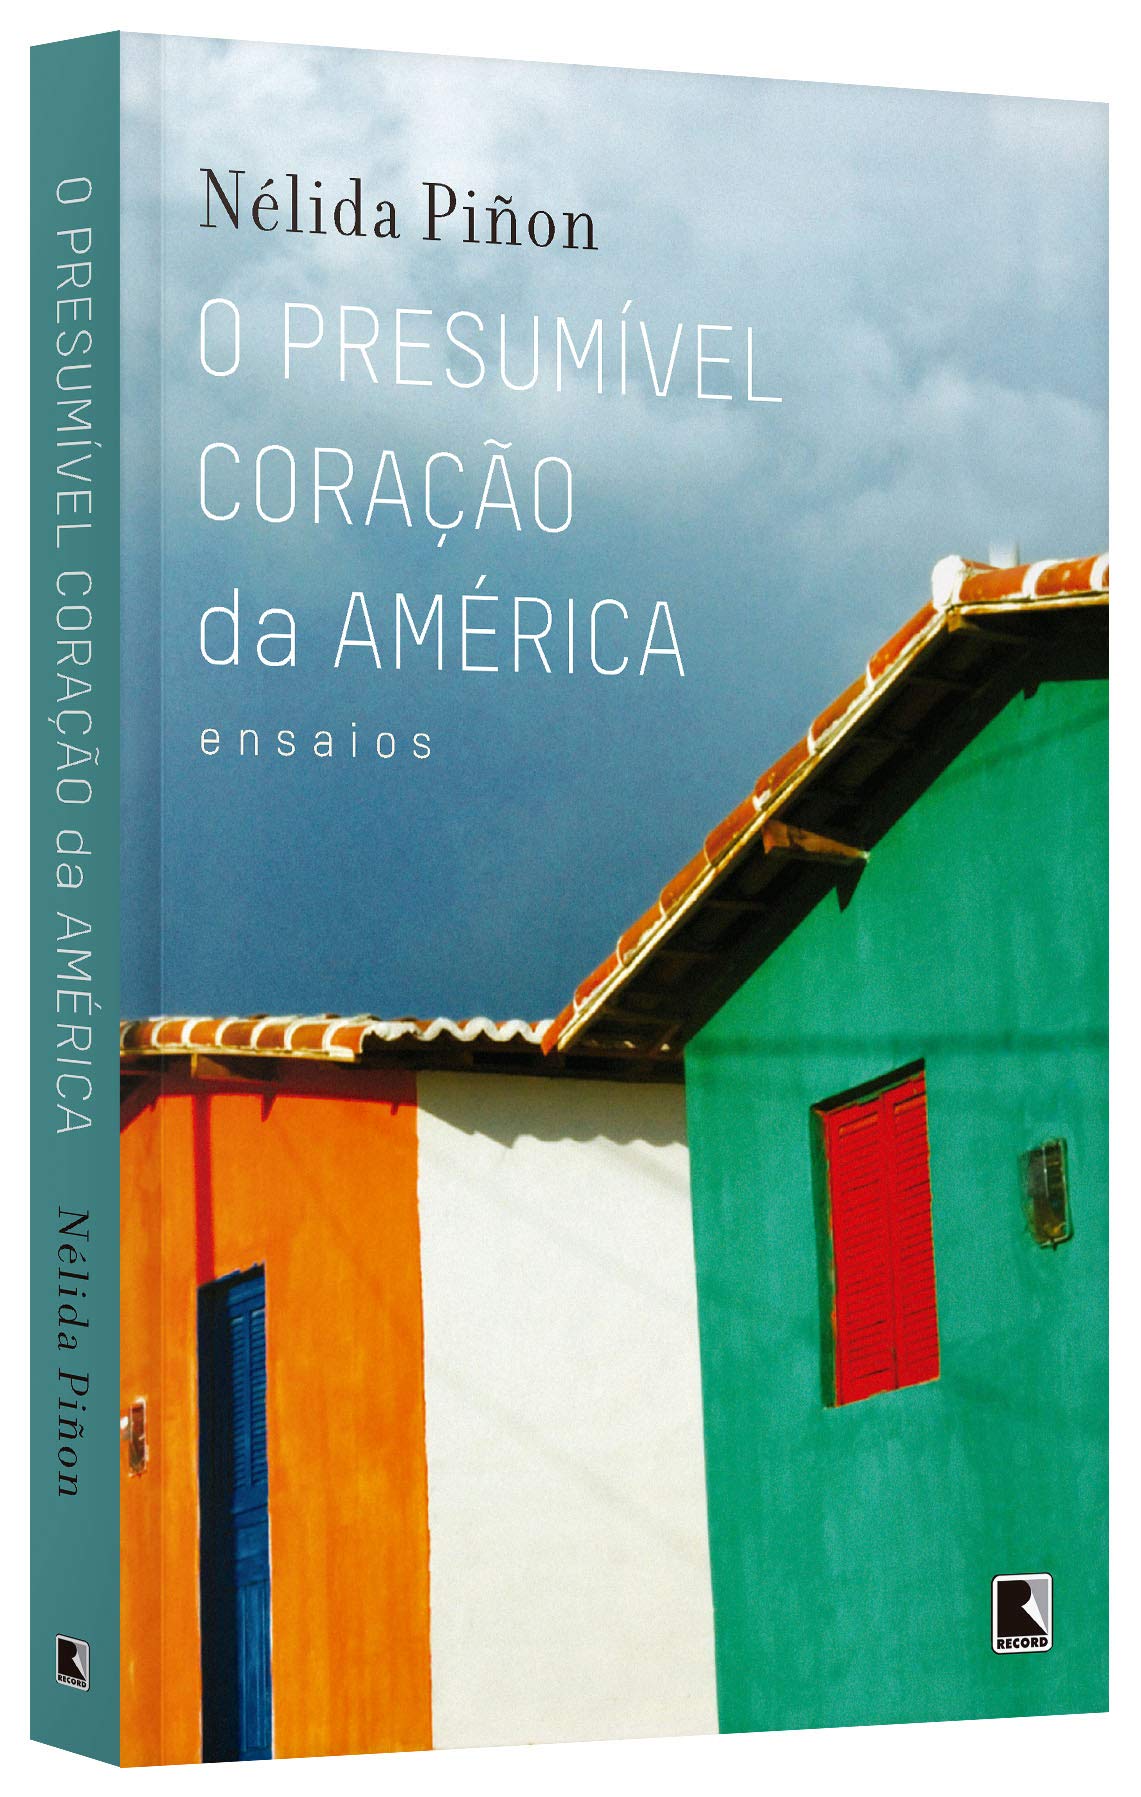 Nélida Piñon
O PRESUMÍVEL
CORAÇÃO
da AMÉRICA
ensaios
RECORD
O PRESUMÍVEL CORAÇÃO da AMÉRICA Nélida Piñon
RECORD